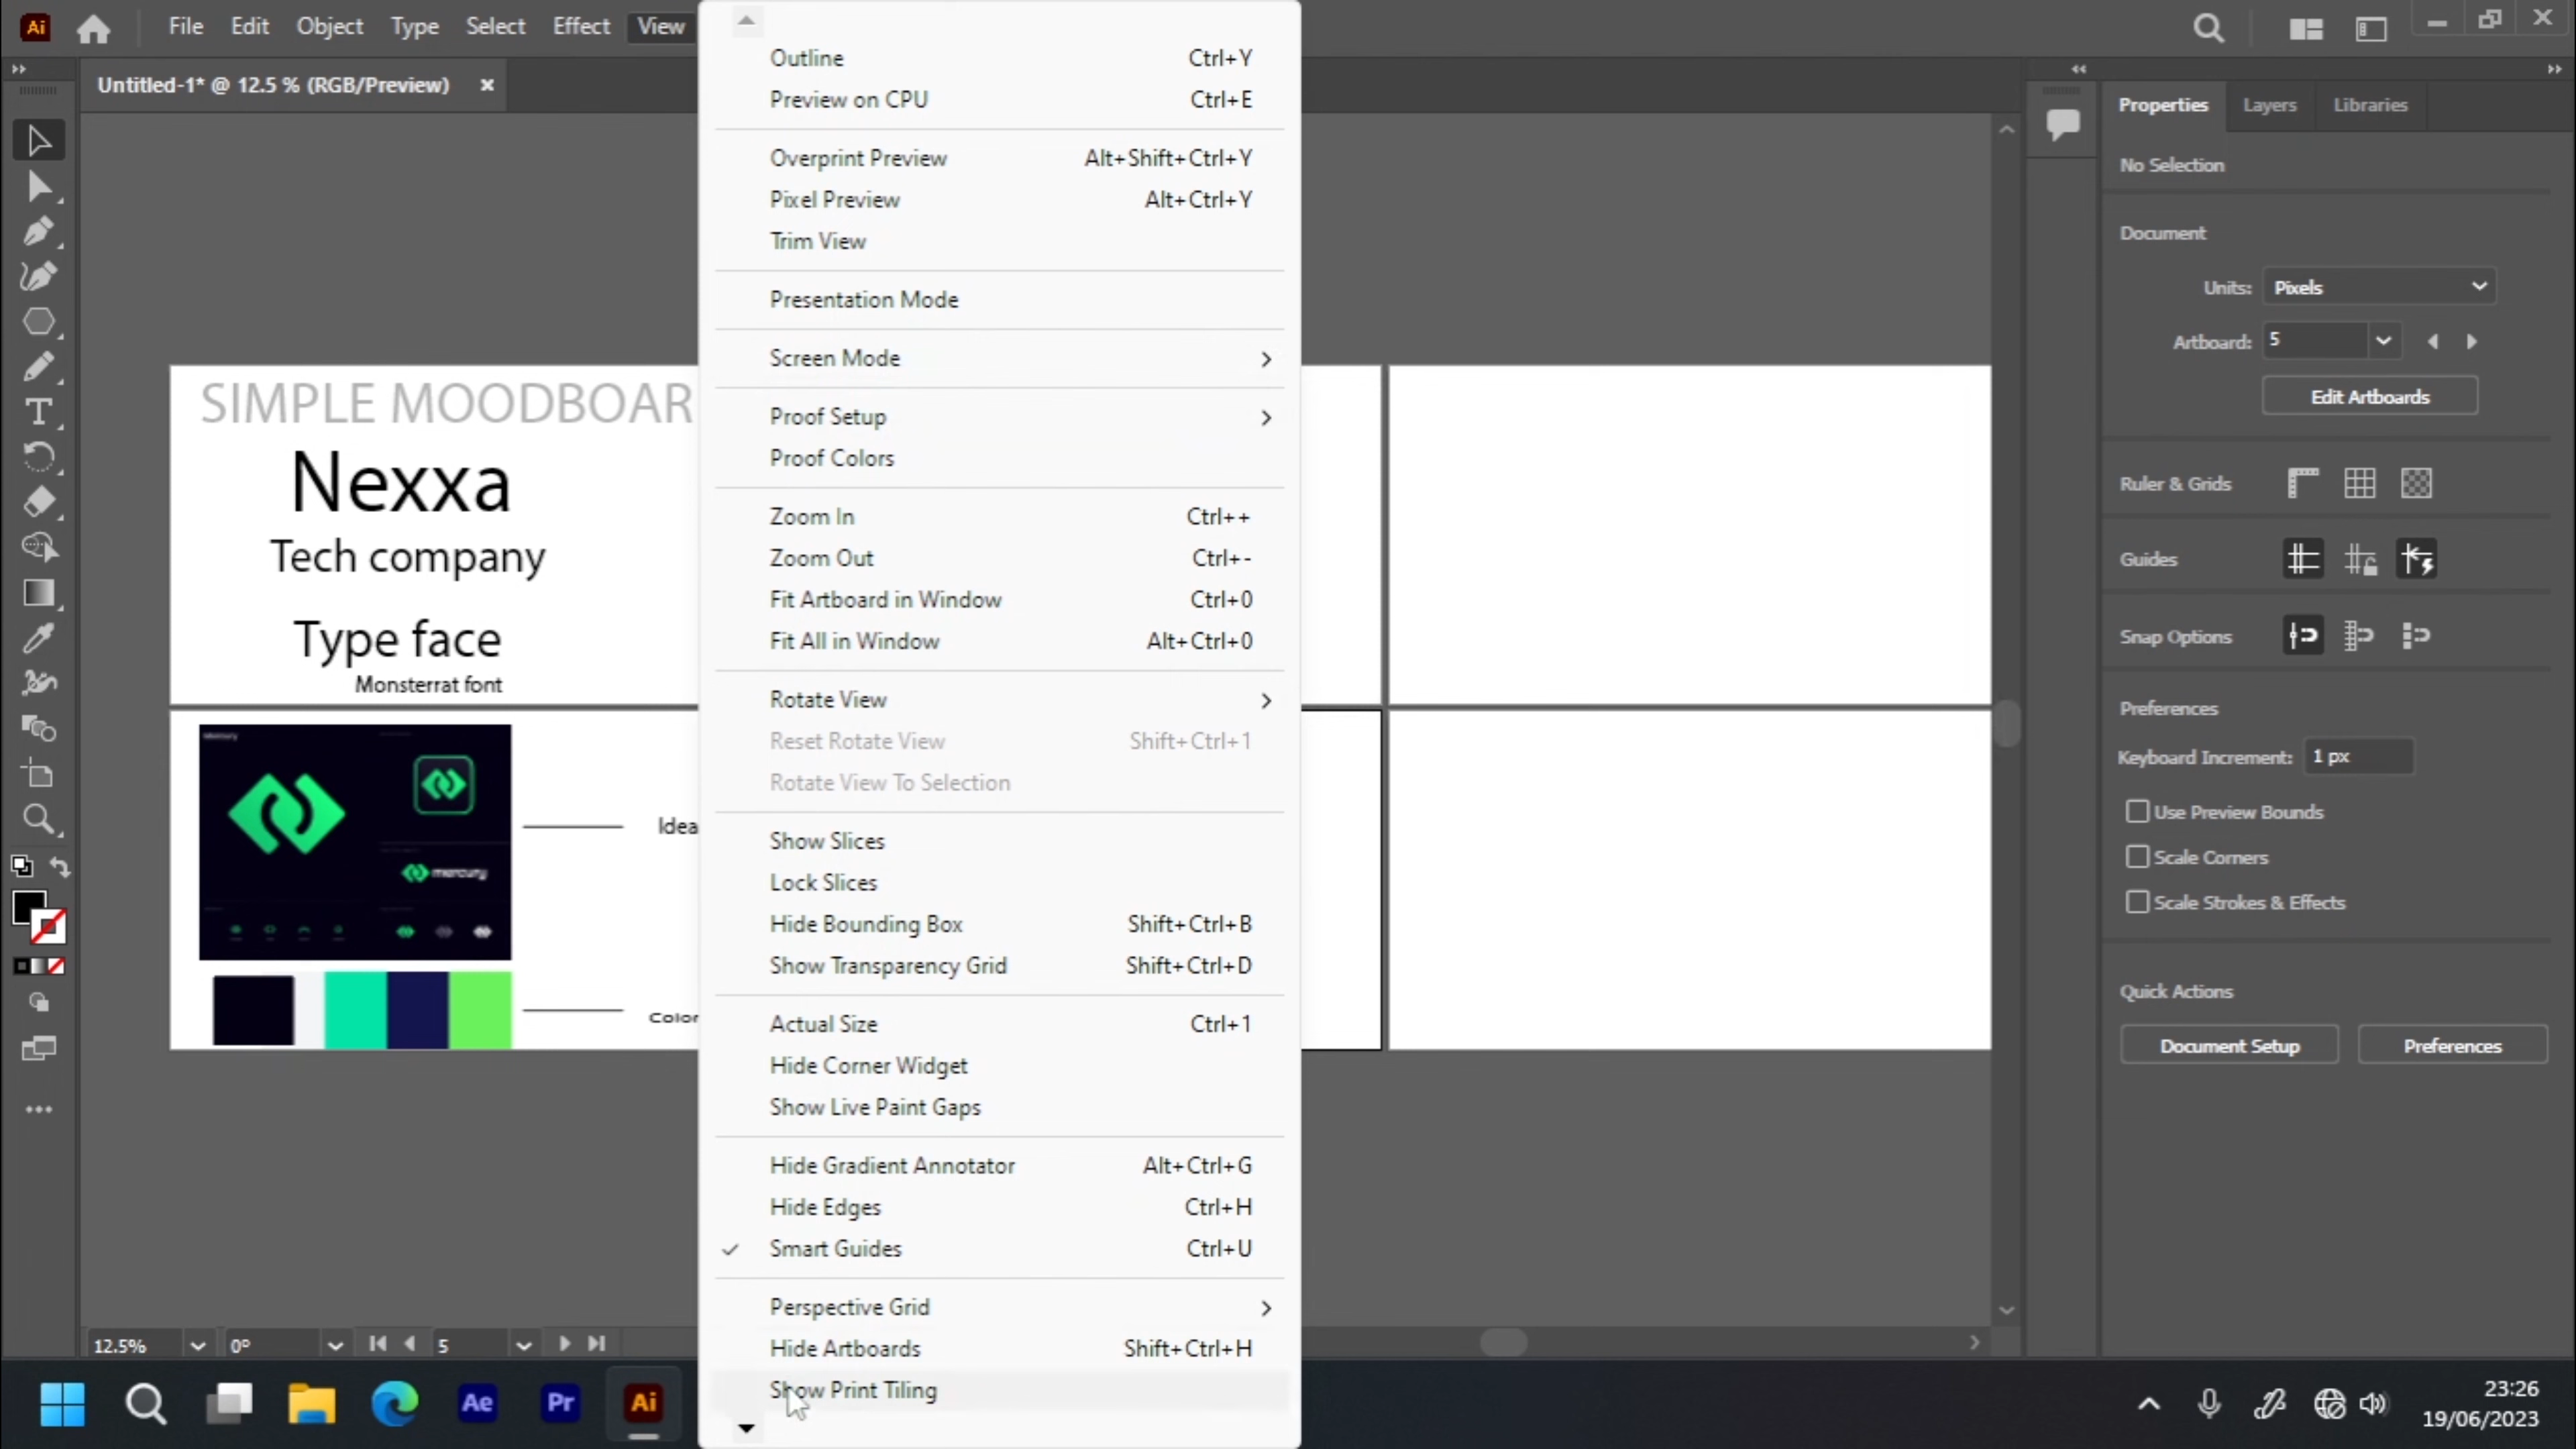 Ai File Edit Object Type Select Effect View
Untitled-1* @ 12.5 % (RGB/Preview)
Outline Ctrl+Y
Preview on CPU Ctrl+E
Overprint Preview Alt+Shift+Ctrl+Y
Pixel Preview Alt+Ctrl+Y
Trim View
Presentation Mode
Screen Mode
Proof Setup
Proof Colors
Zoom In Ctrl++
Zoom Out Ctrl+-
Fit Artboard in Window Ctrl+0
Fit All in Window Alt+Ctrl+0
Rotate View
Reset Rotate View Shift+Ctrl+1
Rotate View To Selection
Show Slices
Lock Slices
Hide Bounding Box Shift+Ctrl+B
Show Transparency Grid Shift+Ctrl+D
Actual Size Ctrl+1
Hide Corner Widget
Show Live Paint Gaps
Hide Gradient Annotator Alt+Ctrl+G
Hide Edges Ctrl+H
Smart Guides Ctrl+U
Perspective Grid
Hide Artboards Shift+Ctrl+H
Show Print Tiling
SIMPLE MOODBOAR
Nexxa
Tech company
Type face
Monsterrat font
Mercury
mercury
Idea
Color
Properties Layers Libraries
No Selection
Document
Units: Pixels
Artboard: 5
Edit Artboards
Ruler & Grids
Guides
Snap Options
Preferences
Keyboard Increment: 1 px
Use Preview Bounds
Scale Corners
Scale Strokes & Effects
Quick Actions
Document Setup Preferences
12.5% 0° 5
Ae Pr Ai
23:26
19/06/2023